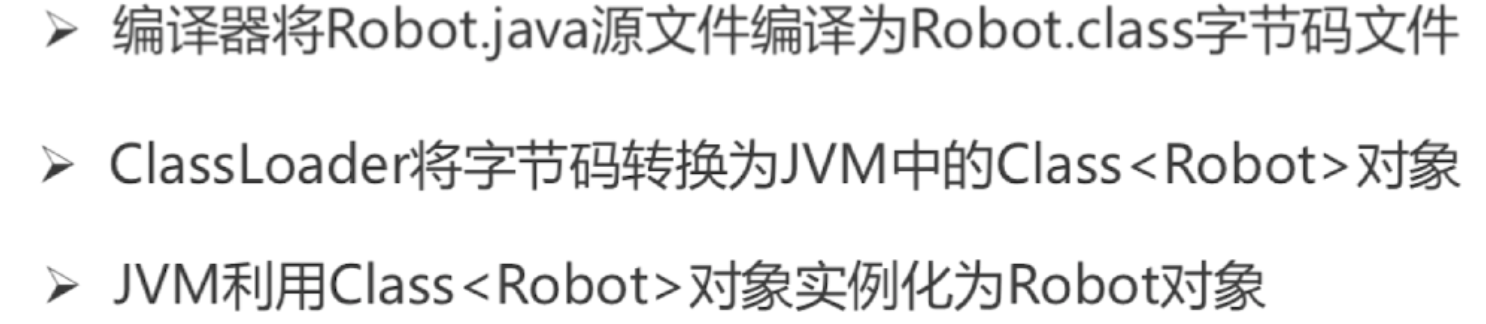 ➢ 编译器将Robot.java源文件编译为Robot.class字节码文件
➢ ClassLoader将字节码转换为JVM中的Class<Robot>对象
➢ JVM利用Class<Robot>对象实例化为Robot对象